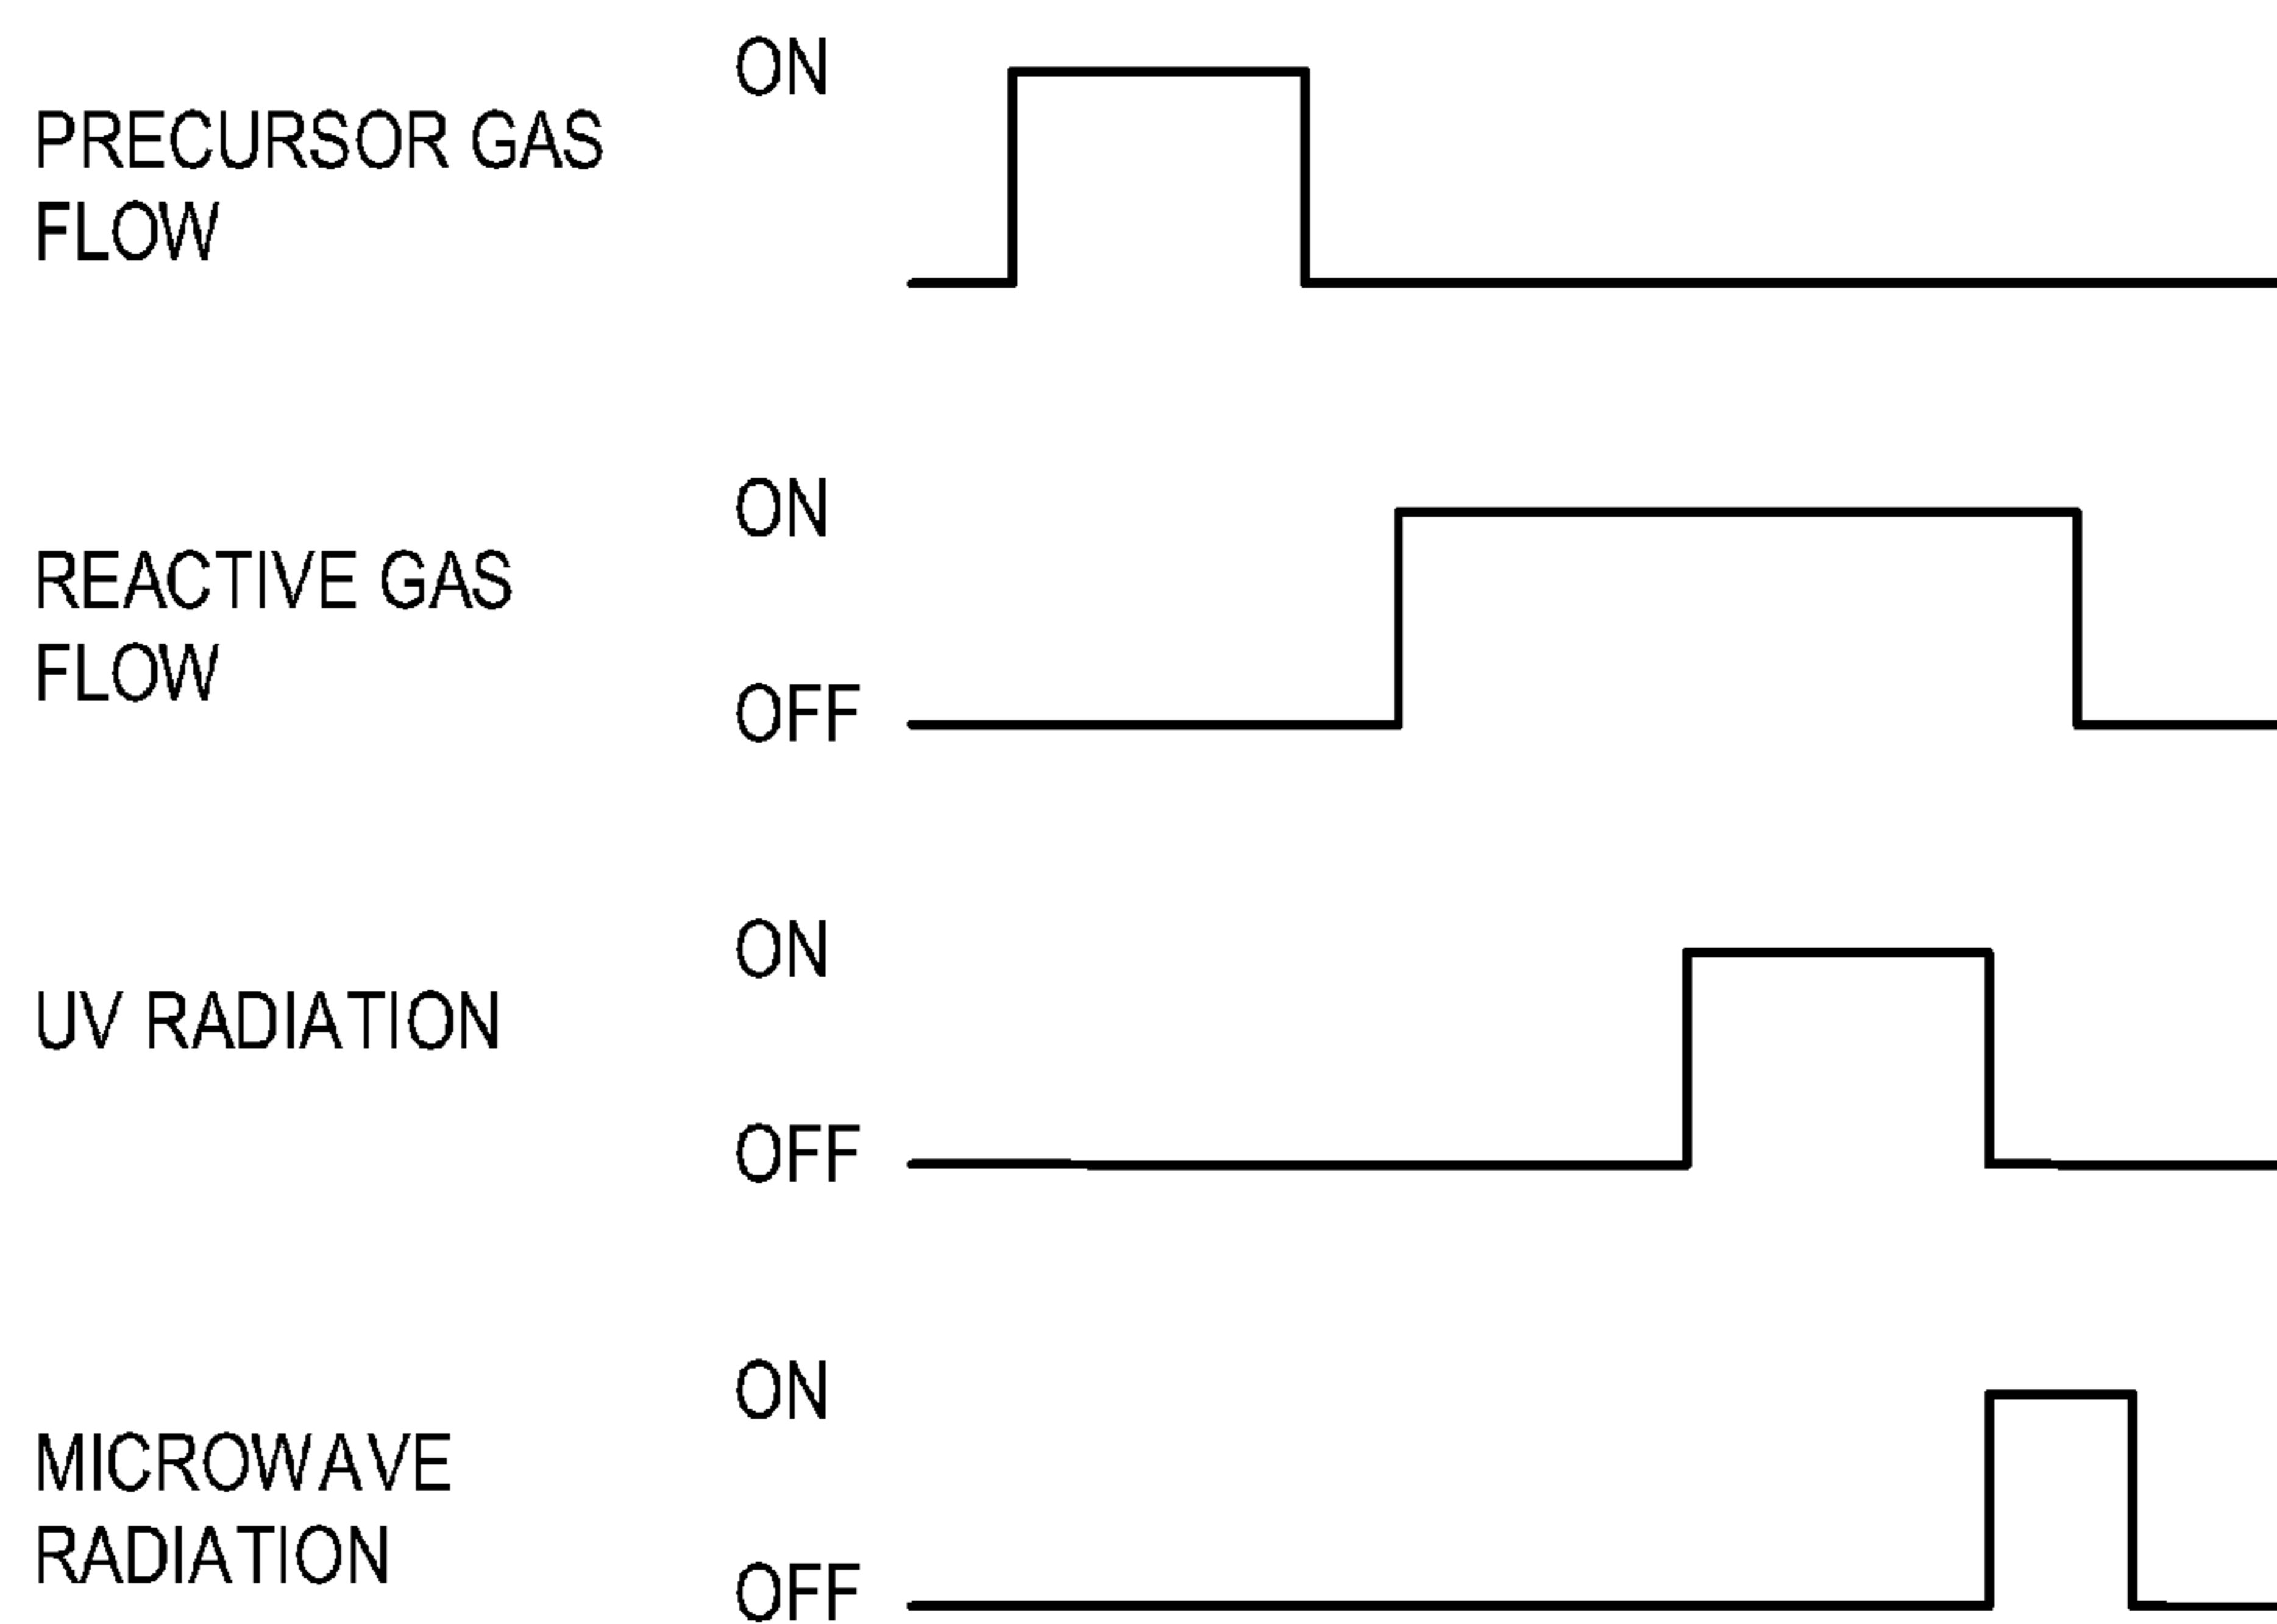 ON
PRECURSOR GAS
FLOW
ON
REACTIVE GAS
FLOW
OFF
ON
UV RADIATION
OFF
ON
MICROWAVE
RADIATION
OFF